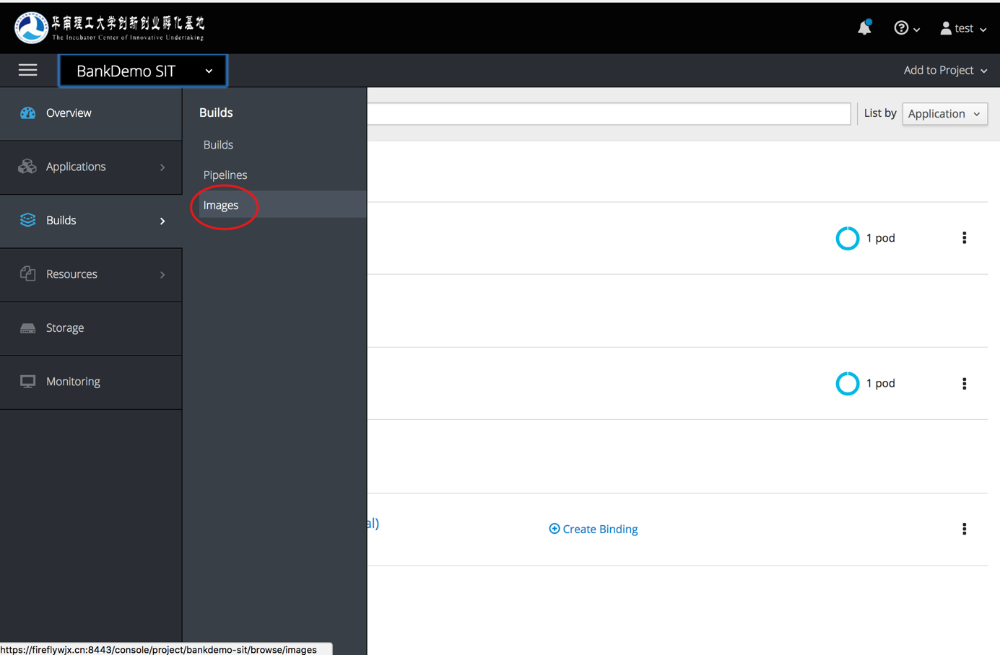 华南理工大学创新创业孵化基地
The Incubator Center of Innovative Undertaking
test
BankDemo SIT
Add to Project
Overview
Applications
Builds
Resources
Storage
Monitoring
Builds
Builds
Pipelines
Images
List by
Application
1 pod
1 pod
al)
Create Binding
https://fireflywjx.cn:8443/console/project/bankdemo-sit/browse/images